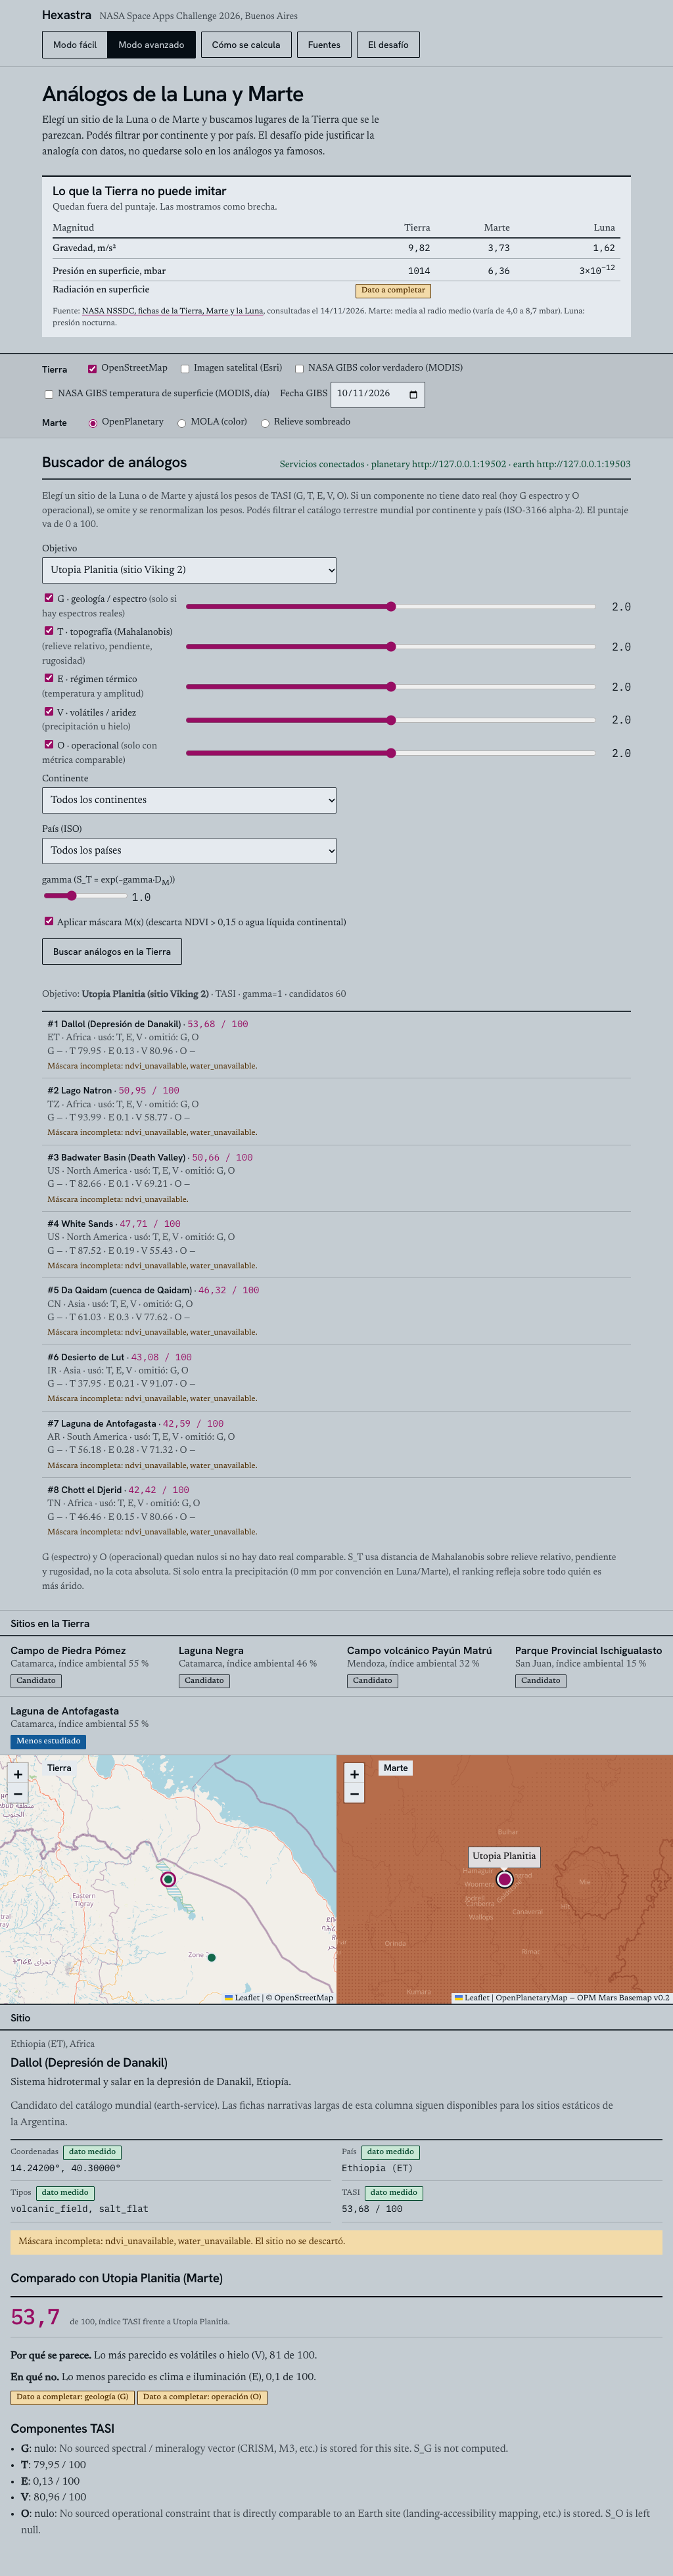 Hexastra NASA Space Apps Challenge 2026, Buenos Aires
Modo fácil Modo avanzado Cómo se calcula Fuentes El desafío
Análogos de la Luna y Marte
Elegí un sitio de la Luna o de Marte y buscamos lugares de la Tierra que se le
parezcan. Podés filtrar por continente y por país. El desafío pide justificar la
analogía con datos, no quedarse solo en los análogos ya famosos.
Lo que la Tierra no puede imitar
Quedan fuera del puntaje. Las mostramos como brecha.
Magnitud Tierra Marte Luna
Gravedad, m/s² 9,82 3,73 1,62
Presión en superficie, mbar 1014 6,36 3×10⁻¹²
Radiación en superficie Dato a completar
Fuente: NASA NSSDC, fichas de la Tierra, Marte y la Luna, consultadas el 14/11/2026. Marte: media al radio medio (varía de 4,0 a 8,7 mbar). Luna:
presión nocturna.
Tierra OpenStreetMap Imagen satelital (Esri) NASA GIBS color verdadero (MODIS)
NASA GIBS temperatura de superficie (MODIS, día) Fecha GIBS 10/11/2026
Marte OpenPlanetary MOLA (color) Relieve sombreado
Buscador de análogos Servicios conectados · planetary http://127.0.0.1:19502 · earth http://127.0.0.1:19503
Elegí un sitio de la Luna o de Marte y ajustá los pesos de TASI (G, T, E, V, O). Si un componente no tiene dato real (hoy G espectro y O
operacional), se omite y se renormalizan los pesos. Podés filtrar el catálogo terrestre mundial por continente y país (ISO-3166 alpha-2). El puntaje
va de 0 a 100.
Objetivo
Utopia Planitia (sitio Viking 2)
G · geología / espectro (solo si
hay espectros reales) 2.0
T · topografía (Mahalanobis)
(relieve relativo, pendiente,
rugosidad) 2.0
E · régimen térmico
(temperatura y amplitud) 2.0
V · volátiles / aridez
(precipitación u hielo) 2.0
O · operacional (solo con
métrica comparable) 2.0
Continente
Todos los continentes
País (ISO)
Todos los países
gamma (S_T = exp(−gamma·D_M))
1.0
Aplicar máscara M(x) (descarta NDVI > 0,15 o agua líquida continental)
Buscar análogos en la Tierra
Objetivo: Utopia Planitia (sitio Viking 2) · TASI · gamma=1 · candidatos 60
#1 Dallol (Depresión de Danakil) · 53,68 / 100
ET · Africa · usó: T, E, V · omitió: G, O
G — · T 79.95 · E 0.13 · V 80.96 · O —
Máscara incompleta: ndvi_unavailable, water_unavailable.
#2 Lago Natron · 50,95 / 100
TZ · Africa · usó: T, E, V · omitió: G, O
G — · T 93.99 · E 0.1 · V 58.77 · O —
Máscara incompleta: ndvi_unavailable, water_unavailable.
#3 Badwater Basin (Death Valley) · 50,66 / 100
US · North America · usó: T, E, V · omitió: G, O
G — · T 82.66 · E 0.1 · V 69.21 · O —
Máscara incompleta: ndvi_unavailable.
#4 White Sands · 47,71 / 100
US · North America · usó: T, E, V · omitió: G, O
G — · T 87.52 · E 0.19 · V 55.43 · O —
Máscara incompleta: ndvi_unavailable, water_unavailable.
#5 Da Qaidam (cuenca de Qaidam) · 46,32 / 100
CN · Asia · usó: T, E, V · omitió: G, O
G — · T 61.03 · E 0.3 · V 77.62 · O —
Máscara incompleta: ndvi_unavailable, water_unavailable.
#6 Desierto de Lut · 43,08 / 100
IR · Asia · usó: T, E, V · omitió: G, O
G — · T 37.95 · E 0.21 · V 91.07 · O —
Máscara incompleta: ndvi_unavailable, water_unavailable.
#7 Laguna de Antofagasta · 42,59 / 100
AR · South America · usó: T, E, V · omitió: G, O
G — · T 56.18 · E 0.28 · V 71.32 · O —
Máscara incompleta: ndvi_unavailable, water_unavailable.
#8 Chott el Djerid · 42,42 / 100
TN · Africa · usó: T, E, V · omitió: G, O
G — · T 46.46 · E 0.15 · V 80.66 · O —
Máscara incompleta: ndvi_unavailable, water_unavailable.
G (espectro) y O (operacional) quedan nulos si no hay dato real comparable. S_T usa distancia de Mahalanobis sobre relieve relativo, pendiente
y rugosidad, no la cota absoluta. Si solo entra la precipitación (0 mm por convención en Luna/Marte), el ranking refleja sobre todo quién es
más árido.
Sitios en la Tierra
Campo de Piedra Pómez Laguna Negra Campo volcánico Payún Matrú Parque Provincial Ischigualasto
Catamarca, índice ambiental 55 % Catamarca, índice ambiental 46 % Mendoza, índice ambiental 32 % San Juan, índice ambiental 15 %
Candidato Candidato Candidato Candidato
Laguna de Antofagasta
Catamarca, índice ambiental 55 %
Menos estudiado
+ Tierra + Marte
− −
Bolhar
Utopia Planitia
Mie
Canberra
Wallops
Canaveral
Eastern
Tigray
Orinda
Rimac
Zone
Kumara
Leaflet | © OpenStreetMap Leaflet | OpenPlanetaryMap — OPM Mars Basemap v0.2
Sitio
Ethiopia (ET), Africa
Dallol (Depresión de Danakil)
Sistema hidrotermal y salar en la depresión de Danakil, Etiopía.
Candidato del catálogo mundial (earth-service). Las fichas narrativas largas de esta columna siguen disponibles para los sitios estáticos de
la Argentina.
Coordenadas dato medido País dato medido
14.24200°, 40.30000° Ethiopia (ET)
Tipos dato medido TASI dato medido
volcanic_field, salt_flat 53,68 / 100
Máscara incompleta: ndvi_unavailable, water_unavailable. El sitio no se descartó.
Comparado con Utopia Planitia (Marte)
53,7 de 100, índice TASI frente a Utopia Planitia.
Por qué se parece. Lo más parecido es volátiles o hielo (V), 81 de 100.
En qué no. Lo menos parecido es clima e iluminación (E), 0,1 de 100.
Dato a completar: geología (G) Dato a completar: operación (O)
Componentes TASI
• G: nulo: No sourced spectral / mineralogy vector (CRISM, M3, etc.) is stored for this site. S_G is not computed.
• T: 79,95 / 100
• E: 0,13 / 100
• V: 80,96 / 100
• O: nulo: No sourced operational constraint that is directly comparable to an Earth site (landing-accessibility mapping, etc.) is stored. S_O is left
null.